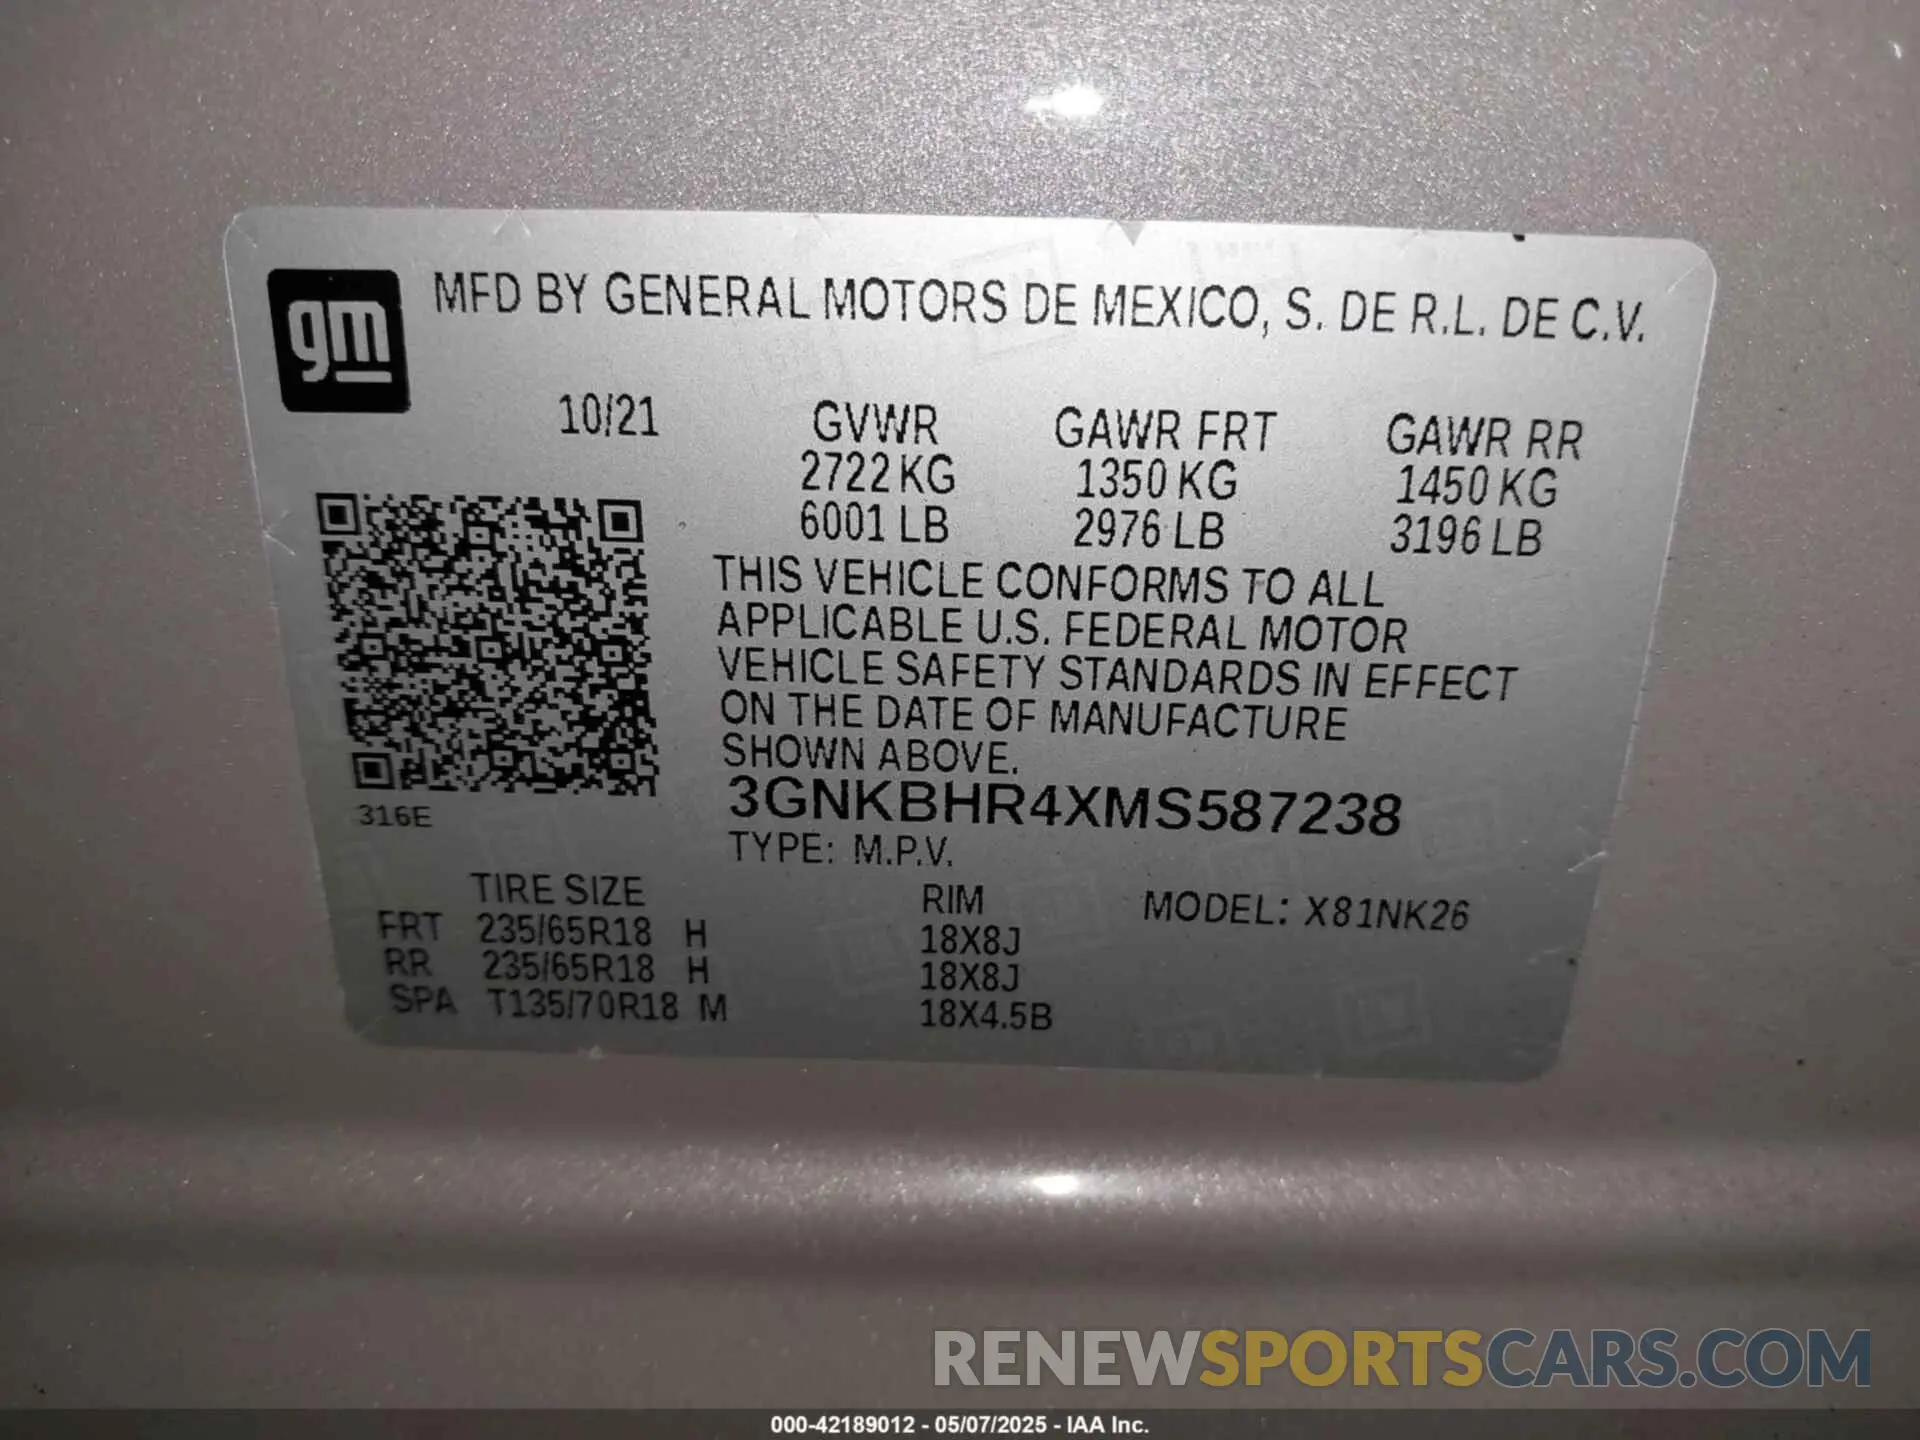 gm
MFD BY GENERAL MOTORS DE MEXICO, S. DE R.L. DE C.V.
10/21 GVWR GAWR FRT GAWR RR
2722 KG 1350 KG 1450 KG
6001 LB 2976 LB 3196 LB
THIS VEHICLE CONFORMS TO ALL
APPLICABLE U.S. FEDERAL MOTOR
VEHICLE SAFETY STANDARDS IN EFFECT
ON THE DATE OF MANUFACTURE
SHOWN ABOVE.
316E
3GNKBHR4XMS587238
TYPE: M.P.V.
TIRE SIZE RIM MODEL: X81NK26
FRT 235/65R18 H 18X8J
RR 235/65R18 H 18X8J
SPA T135/70R18 M 18X4.5B
RENEWSPORTSCARS.COM
000-42189012 - 05/07/2025 - IAA Inc.